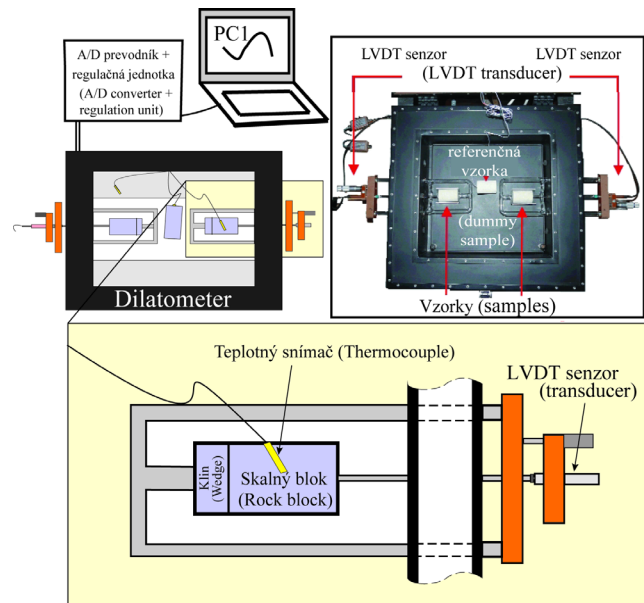 A/D prevodník +
regulačná jednotka
(A/D converter +
regulation unit)
PC1
LVDT senzor
LVDT senzor
(LVDT transducer)
referenčná
vzorka
(dummy
sample)
Vzorky (samples)
Dilatometer
Teplotný snímač (Thermocouple)
LVDT senzor
(transducer)
Klin
(Wedge)
Skalný blok
(Rock block)